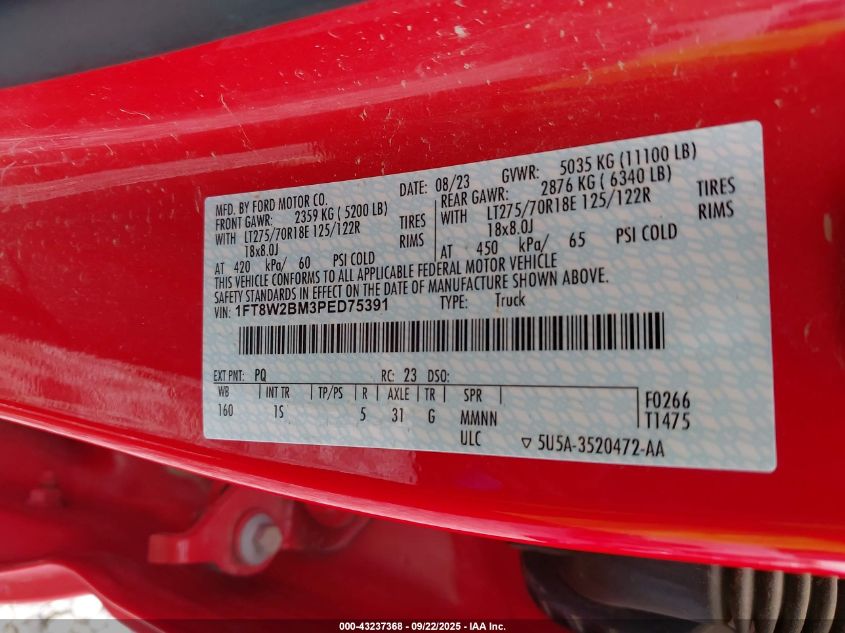 MFD. BY FORD MOTOR CO. DATE: 08/23 GVWR: 5035 KG (11100 LB)
FRONT GAWR: 2359 KG ( 5200 LB) REAR GAWR: 2876 KG ( 6340 LB)
WITH LT275/70R18E 125/122R TIRES WITH LT275/70R18E 125/122R TIRES
18x8.0J RIMS 18x8.0J RIMS
AT 420 kPa/ 60 PSI COLD AT 450 kPa/ 65 PSI COLD
THIS VEHICLE CONFORMS TO ALL APPLICABLE FEDERAL MOTOR VEHICLE
SAFETY STANDARDS IN EFFECT ON THE DATE OF MANUFACTURE SHOWN ABOVE.
VIN: 1FT8W2BM3PED75391 TYPE: Truck
EXT PNT: PQ RC: 23 DSO:
WB INT TR TP/PS R AXLE TR SPR F0266
160 1S 5 31 G MMNN T1475
ULC ▽ 5U5A-3520472-AA
000-43237368 - 09/22/2025 - IAA Inc.